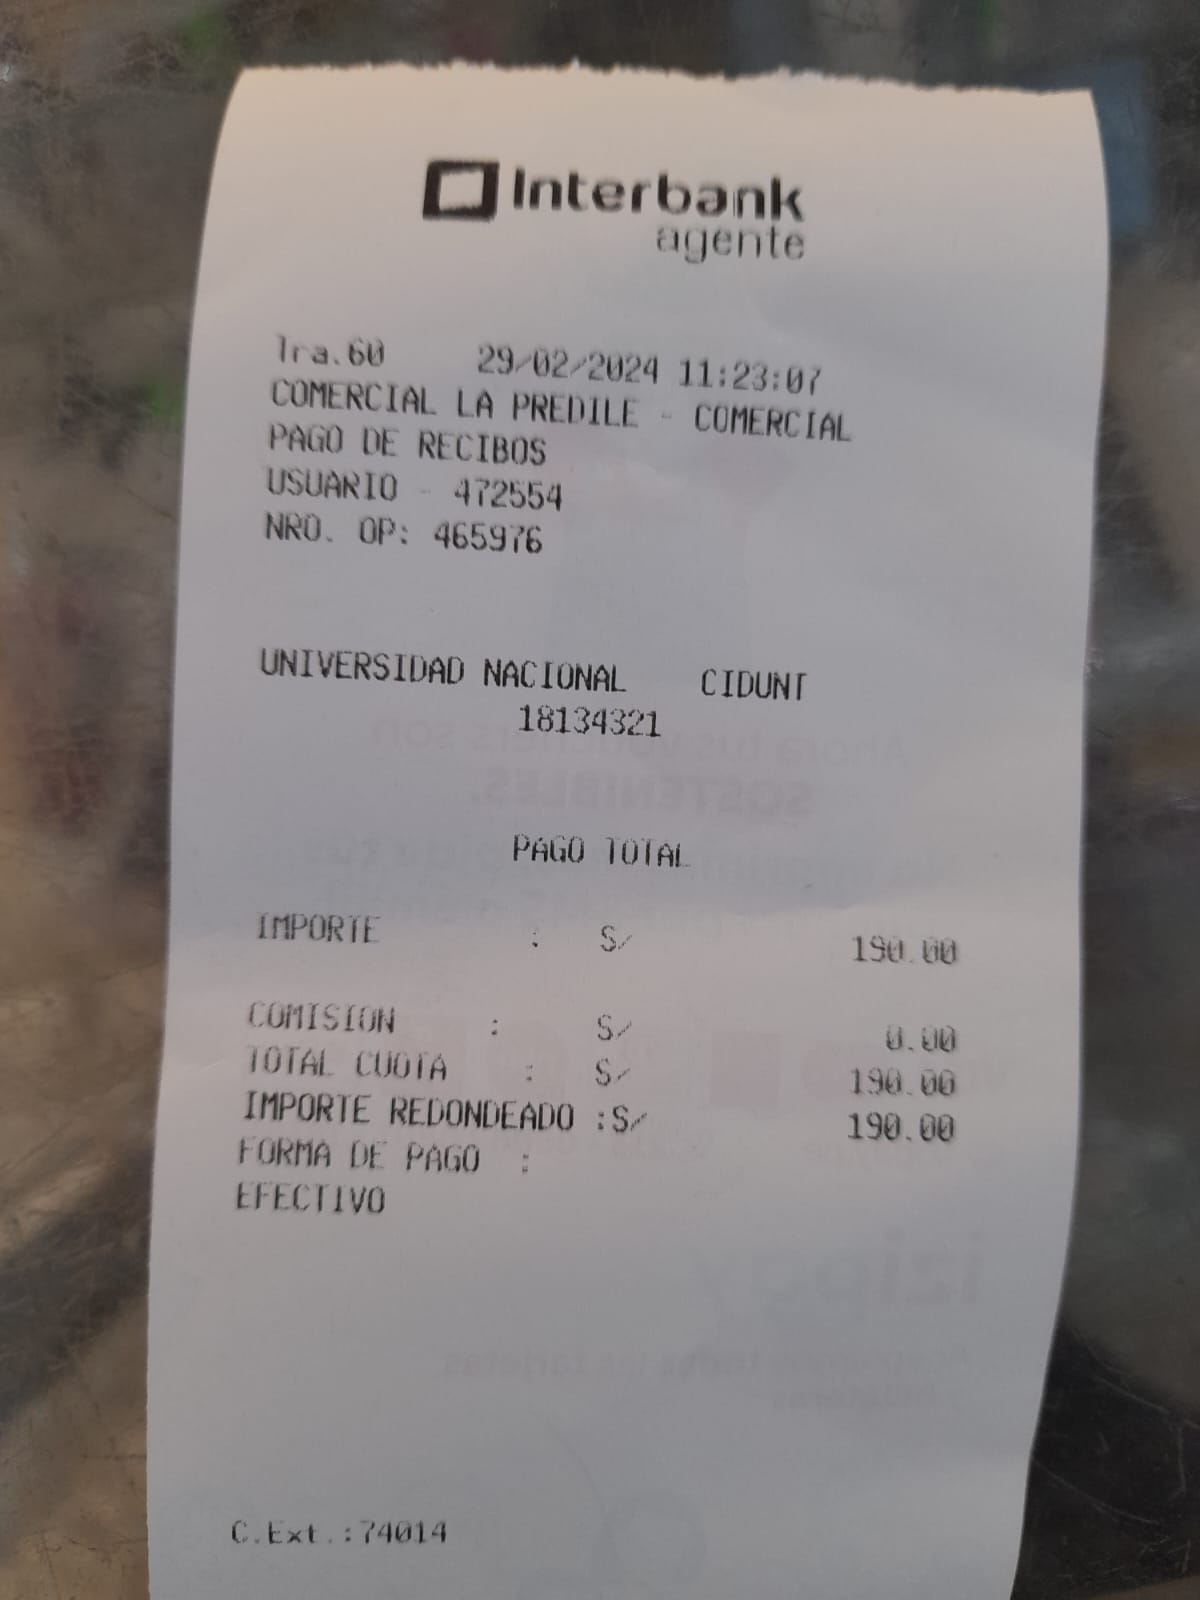 Interbank
agente
Tra.60 29/02/2024 11:23:07
COMERCIAL LA PREDILE - COMERCIAL
PAGO DE RECIBOS
USUARIO - 472554
NRO. OP: 465976
UNIVERSIDAD NACIONAL CIDUNT
18134321
PAGO TOTAL
IMPORTE : S/ 190.00
COMISION : S/ 0.00
TOTAL CUOTA : S/ 190.00
IMPORTE REDONDEADO :S/ 190.00
FORMA DE PAGO :
EFECTIVO
C.Ext.:74014